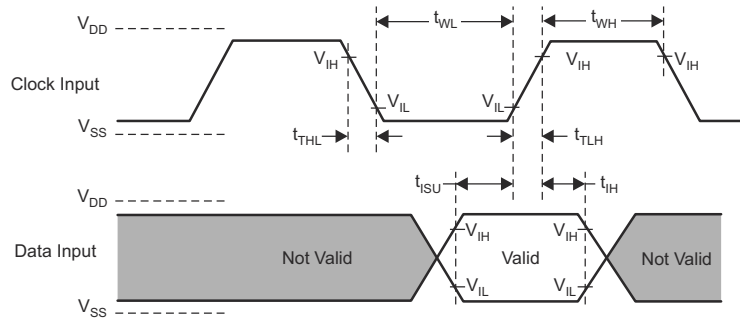 t_WL
t_WH
V_DD
V_IH
V_IH
V_IH
Clock Input
V_IL
V_IL
V_SS
t_THL
t_TLH
t_ISU
t_IH
V_DD
V_IH
V_IH
Data Input
Not Valid
Valid
Not Valid
V_IL
V_IL
V_SS